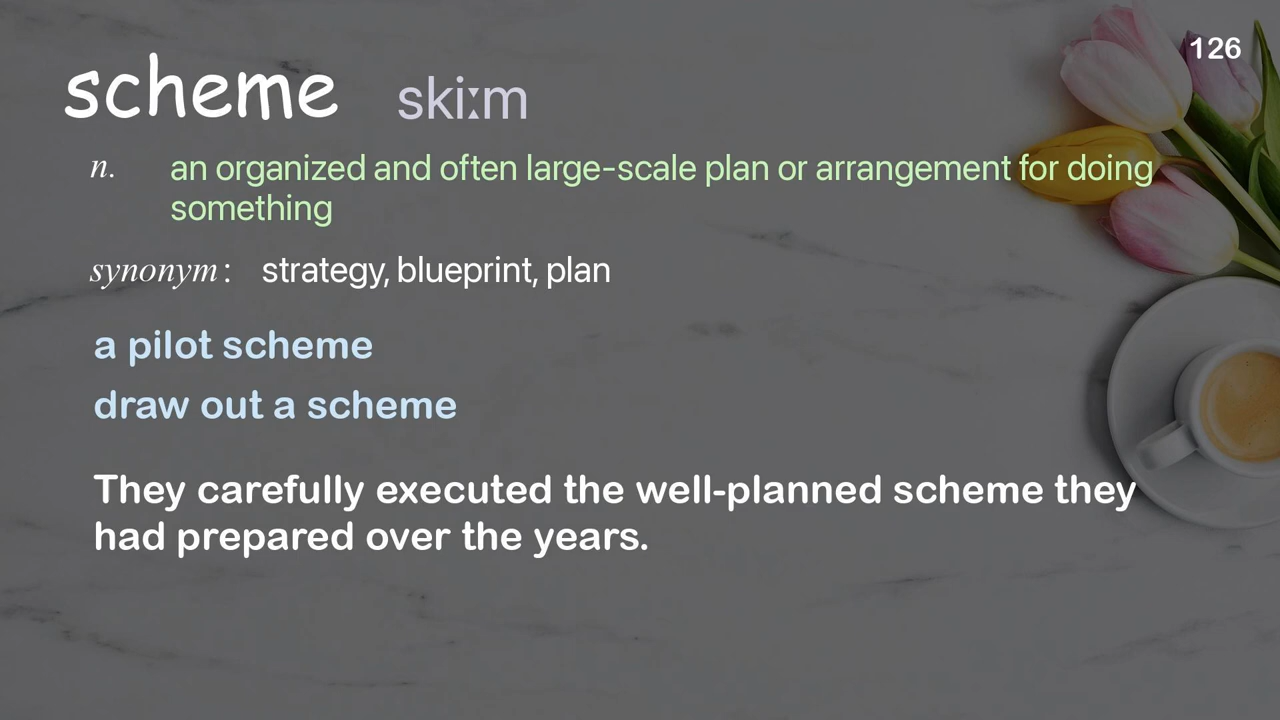 126
scheme skiːm
n. an organized and often large-scale plan or arrangement for doing
something
synonym: strategy, blueprint, plan
a pilot scheme
draw out a scheme
They carefully executed the well-planned scheme they
had prepared over the years.